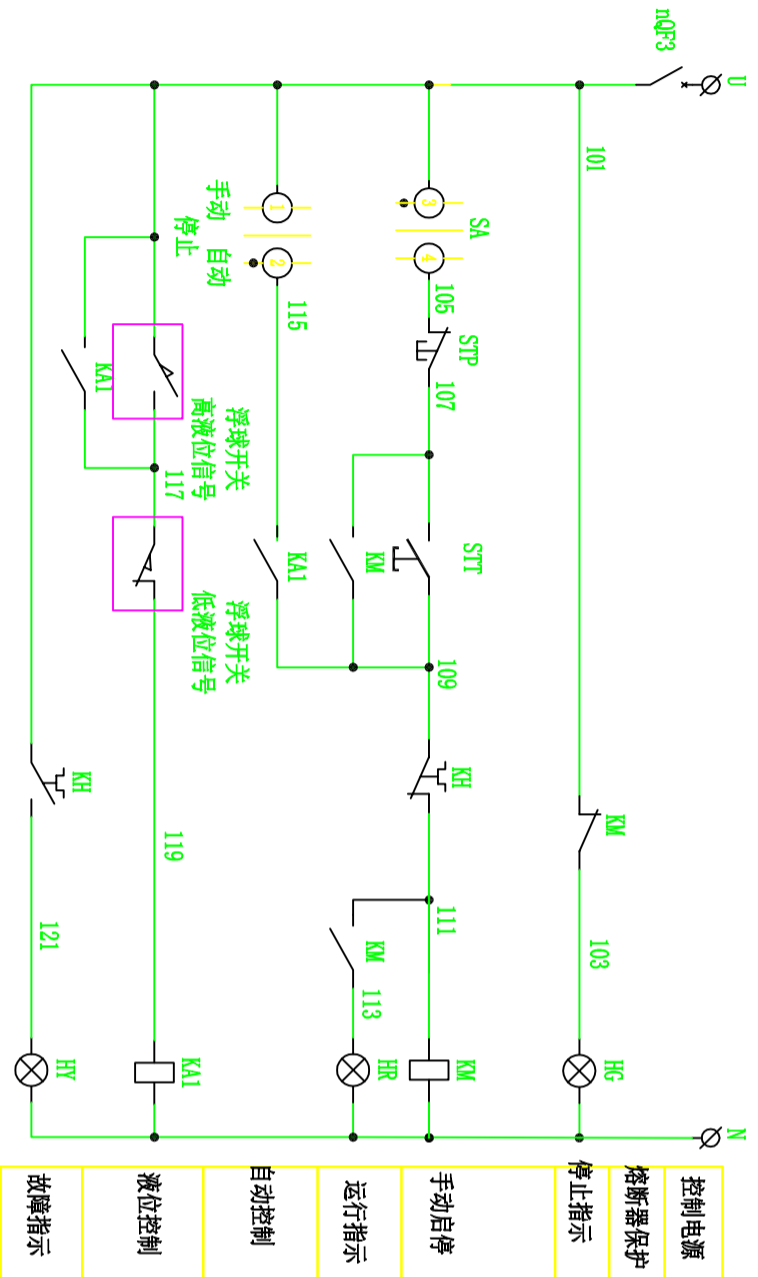 nQF3
U
N
101
KM
103
HG
SA
3
4
105
STP
107
STT
KM
109
KH
111
KM
KM
113
HR
手动
停止
自动
1
2
115
KA1
浮球开关
高液位信号
浮球开关
低液位信号
KA1
117
119
KA1
KH
121
HY
控制电源
熔断器保护
停止指示
手动启停
运行指示
自动控制
液位控制
故障指示